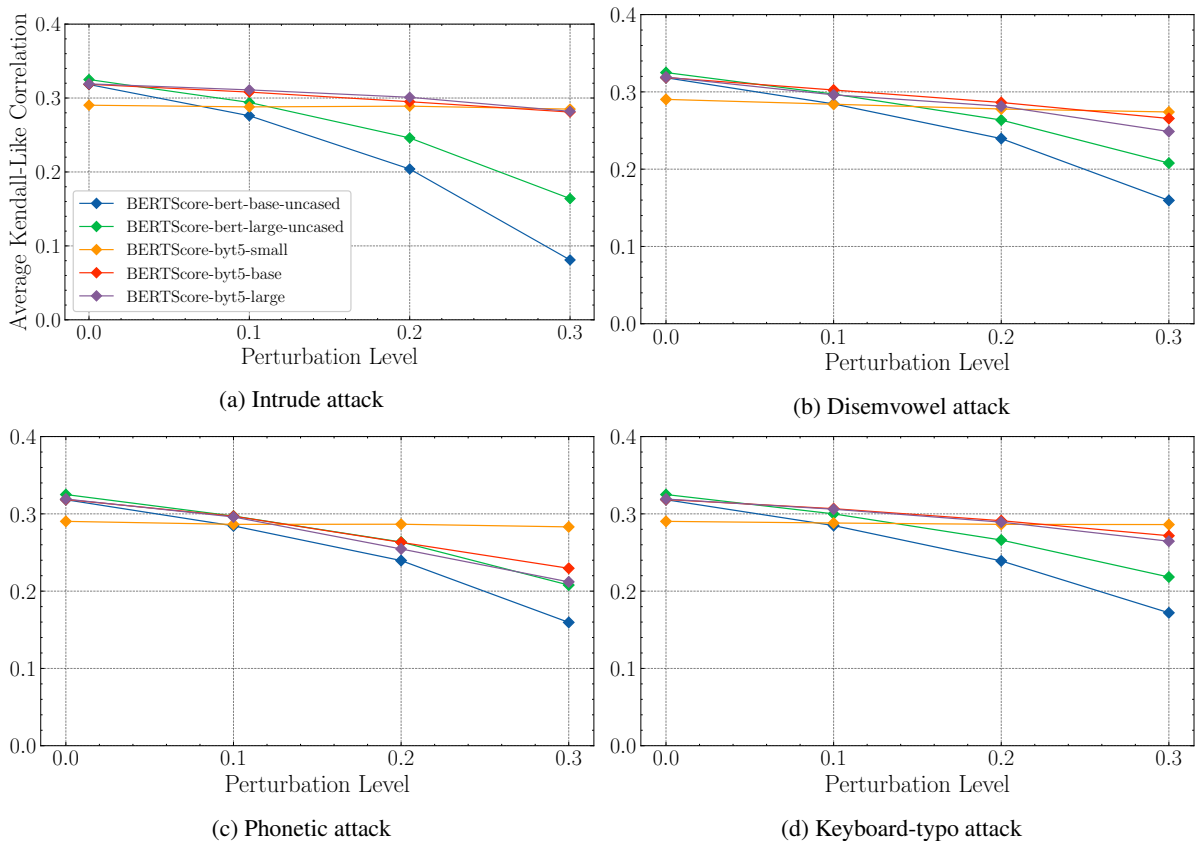 Average Kendall-Like Correlation
0.4
0.3
0.2
0.1
0.0
BERTScore-bert-base-uncased
BERTScore-bert-large-uncased
BERTScore-byt5-small
BERTScore-byt5-base
BERTScore-byt5-large
0.0 0.1 0.2 0.3
Perturbation Level
(a) Intrude attack
0.4
0.3
0.2
0.1
0.0
0.0 0.1 0.2 0.3
Perturbation Level
(b) Disemvowel attack
0.4
0.3
0.2
0.1
0.0
0.0 0.1 0.2 0.3
Perturbation Level
(c) Phonetic attack
0.4
0.3
0.2
0.1
0.0
0.0 0.1 0.2 0.3
Perturbation Level
(d) Keyboard-typo attack